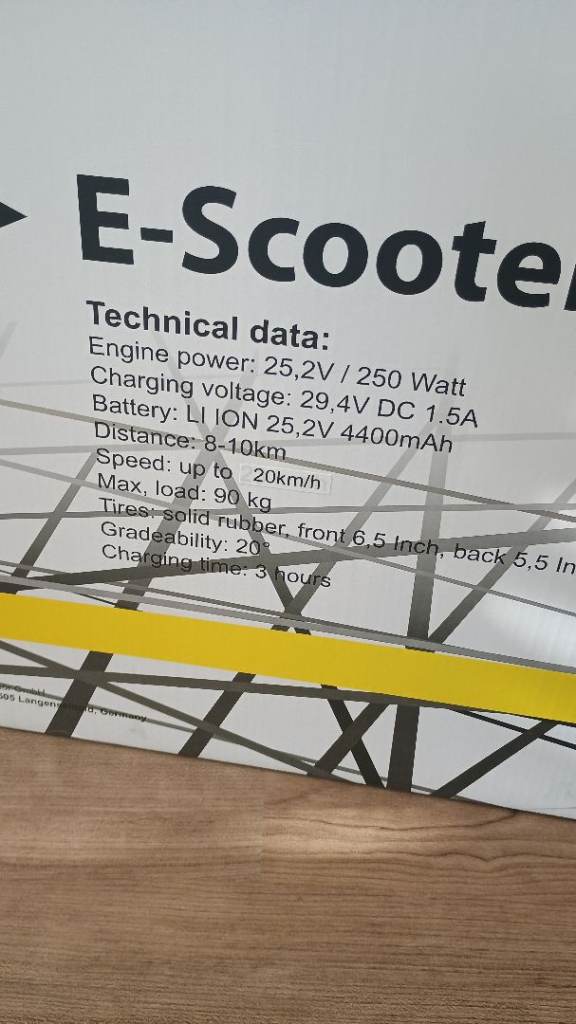 E-Scooter
Technical data:
Engine power: 25,2V / 250 Watt
Charging voltage: 29,4V DC 1.5A
Battery: LI ION 25,2V 4400mAh
Distance: 8-10km
Speed: up to 20km/h
Max, load: 90 kg
Tires: solid rubber, front 6,5 Inch, back 5,5 In
Gradeability: 20°
Charging time: 3 hours
GmbH
Germany